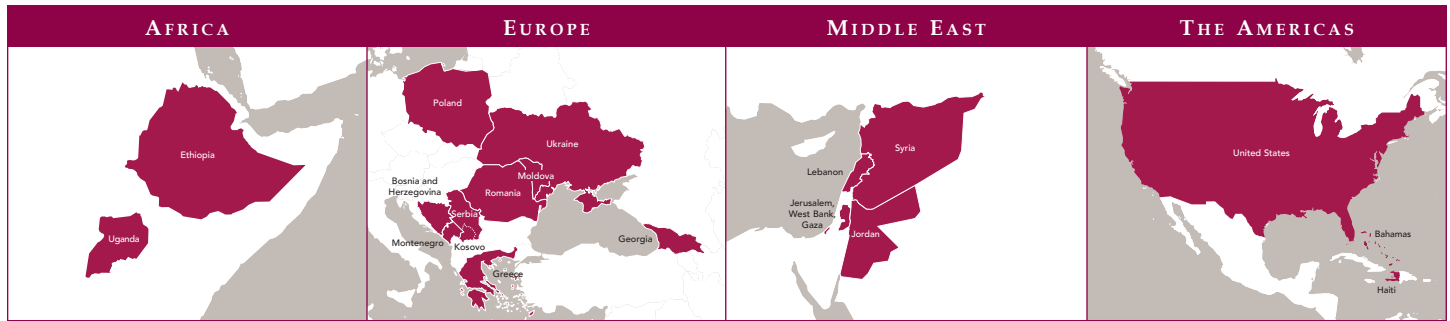 AFRICA
Ethiopia
Uganda
EUROPE
Poland
Ukraine
Moldova
Romania
Bosnia and
Herzegovina
Serbia
Montenegro
Kosovo
Georgia
Greece
MIDDLE EAST
Syria
Lebanon
Jerusalem,
West Bank,
Gaza
Jordan
THE AMERICAS
United States
Bahamas
Haiti